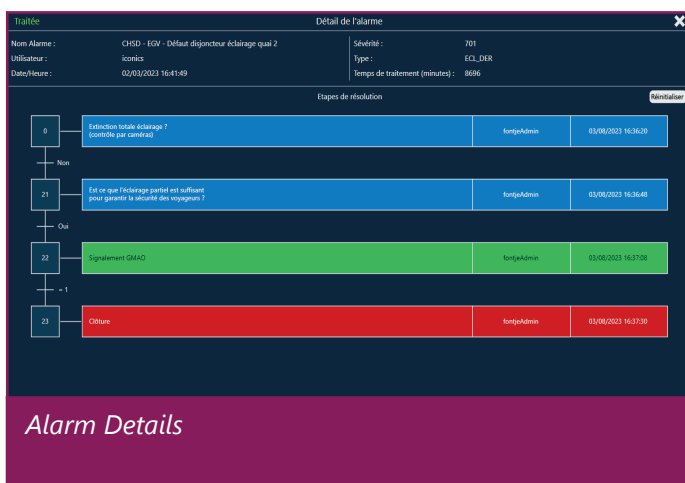 Traitée
Détail de l'alarme
Nom Alarme :
CHSD - EGV - Défaut disjoncteur éclairage quai 2
Sévérité :
701
Utilisateur :
iconics
Type :
ECL_DER
Date/Heure :
02/03/2023 16:41:49
Temps de traitement (minutes) :
8696
Etapes de résolution
Réinitialiser
0
Extinction totale éclairage ?
(contrôle par caméras)
fontjeAdmin
03/08/2023 16:36:20
Non
21
Est ce que l'éclairage partiel est suffisant
pour garantir la sécurité des voyageurs ?
fontjeAdmin
03/08/2023 16:36:48
Oui
22
Signalement GMAO
fontjeAdmin
03/08/2023 16:37:08
= 1
23
Clôture
fontjeAdmin
03/08/2023 16:37:30
Alarm Details